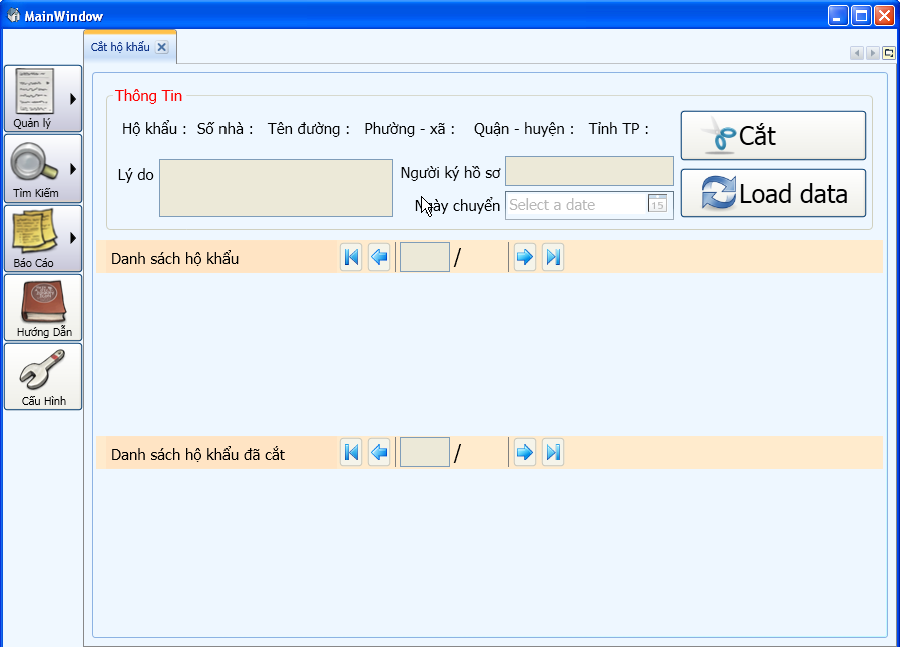 MainWindow
Cắt hộ khẩu
Quản lý
Tìm Kiếm
Báo Cáo
Hướng Dẫn
Cấu Hình
Thông Tin
Hộ khẩu : Số nhà : Tên đường : Phường - xã : Quận - huyện : Tỉnh TP :
Lý do
Người ký hồ sơ
Ngày chuyển
Select a date
15
Cắt
Load data
Danh sách hộ khẩu
/
Danh sách hộ khẩu đã cắt
/